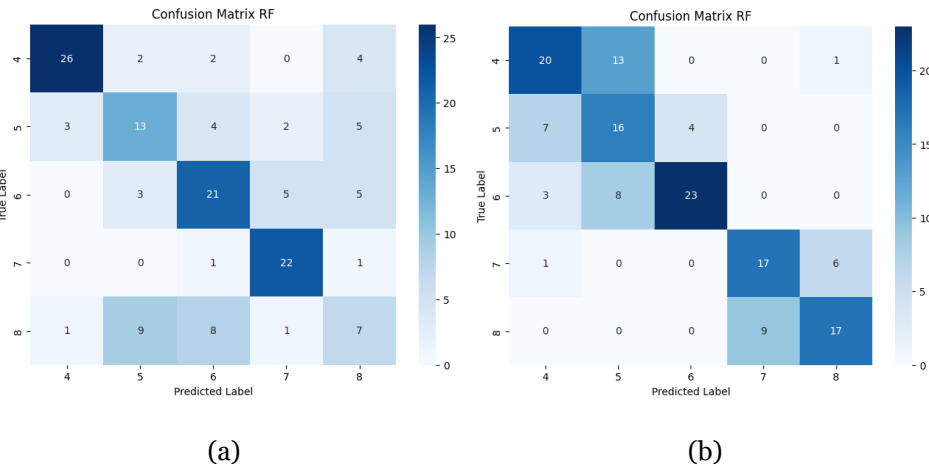 Confusion Matrix RF
4 26 2 2 0 4
5 3 13 4 2 5
6 0 3 21 5 5
7 0 0 1 22 1
8 1 9 8 1 7
4 5 6 7 8
Predicted Label
True Label
25
20
15
10
5
0
(a)
Confusion Matrix RF
4 20 13 0 0 1
5 7 16 4 0 0
6 3 8 23 0 0
7 1 0 0 17 6
8 0 0 0 9 17
4 5 6 7 8
Predicted Label
True Label
20
15
10
5
0
(b)